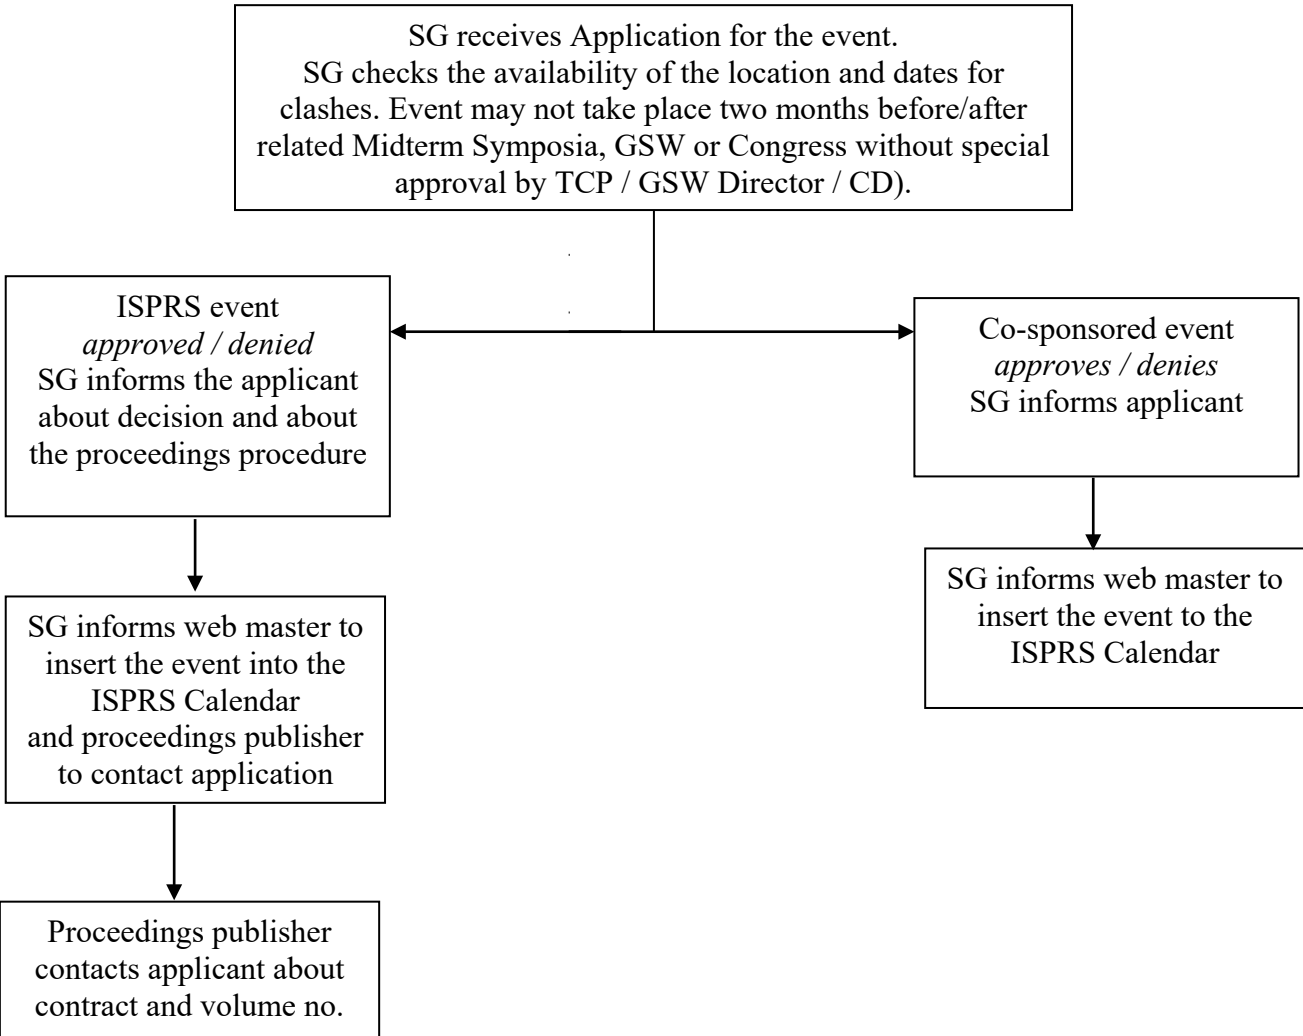 SG receives Application for the event.
SG checks the availability of the location and dates for
clashes. Event may not take place two months before/after
related Midterm Symposia, GSW or Congress without special
approval by TCP / GSW Director / CD).
ISPRS event
approved / denied
SG informs the applicant
about decision and about
the proceedings procedure
Co-sponsored event
approves / denies
SG informs applicant
SG informs web master to
insert the event into the
ISPRS Calendar
and proceedings publisher
to contact application
SG informs web master to
insert the event to the
ISPRS Calendar
Proceedings publisher
contacts applicant about
contract and volume no.